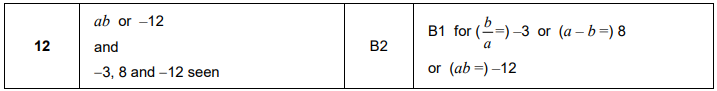 12
ab or –12
and
–3, 8 and –12 seen
B2
B1 for (b/a =) –3 or (a – b =) 8
or (ab =) –12